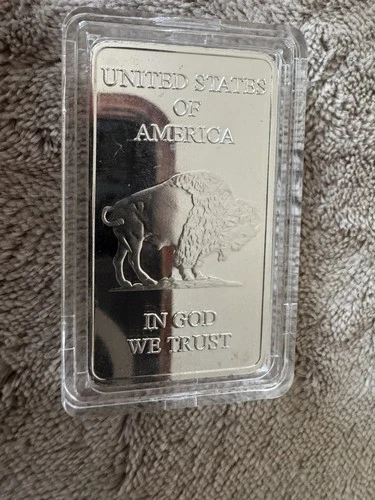 UNITED STATES
OF
AMERICA
IN GOD
WE TRUST